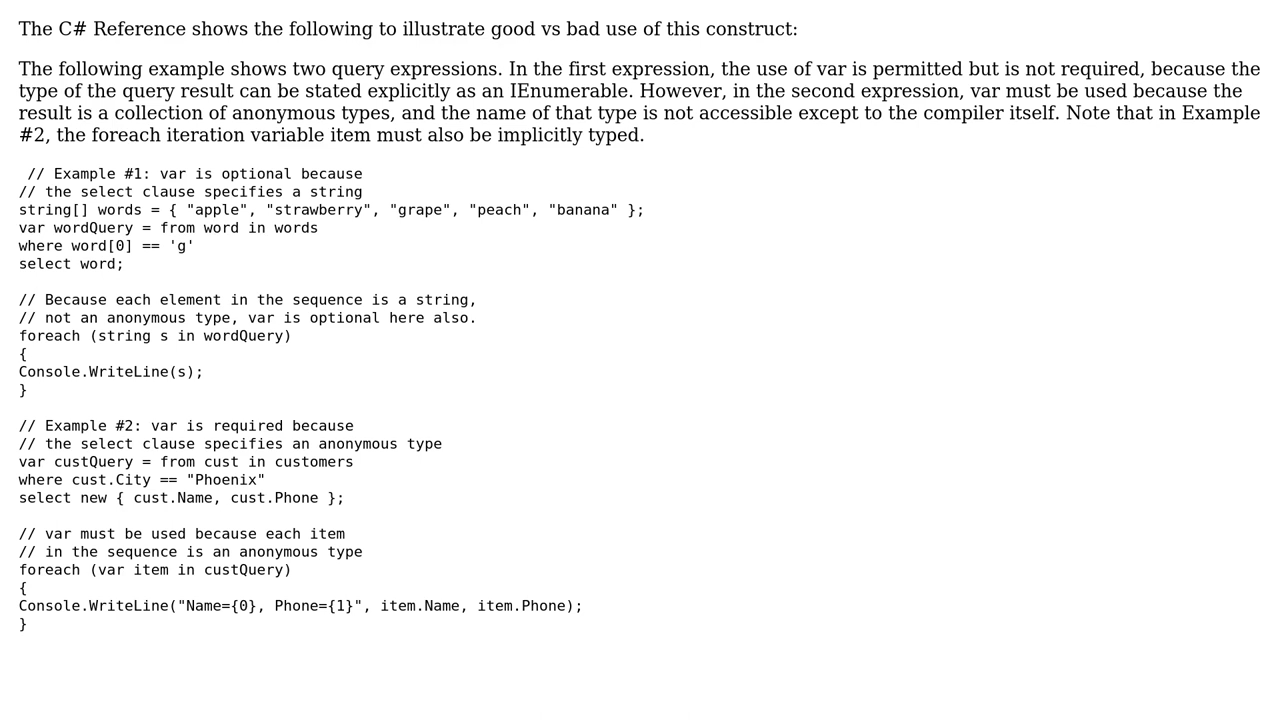 The C# Reference shows the following to illustrate good vs bad use of this construct:
The following example shows two query expressions. In the first expression, the use of var is permitted but is not required, because the
type of the query result can be stated explicitly as an IEnumerable. However, in the second expression, var must be used because the
result is a collection of anonymous types, and the name of that type is not accessible except to the compiler itself. Note that in Example
#2, the foreach iteration variable item must also be implicitly typed.
// Example #1: var is optional because
// the select clause specifies a string
string[] words = { "apple", "strawberry", "grape", "peach", "banana" };
var wordQuery = from word in words
where word[0] == 'g'
select word;
// Because each element in the sequence is a string,
// not an anonymous type, var is optional here also.
foreach (string s in wordQuery)
{
Console.WriteLine(s);
}
// Example #2: var is required because
// the select clause specifies an anonymous type
var custQuery = from cust in customers
where cust.City == "Phoenix"
select new { cust.Name, cust.Phone };
// var must be used because each item
// in the sequence is an anonymous type
foreach (var item in custQuery)
{
Console.WriteLine("Name={0}, Phone={1}", item.Name, item.Phone);
}